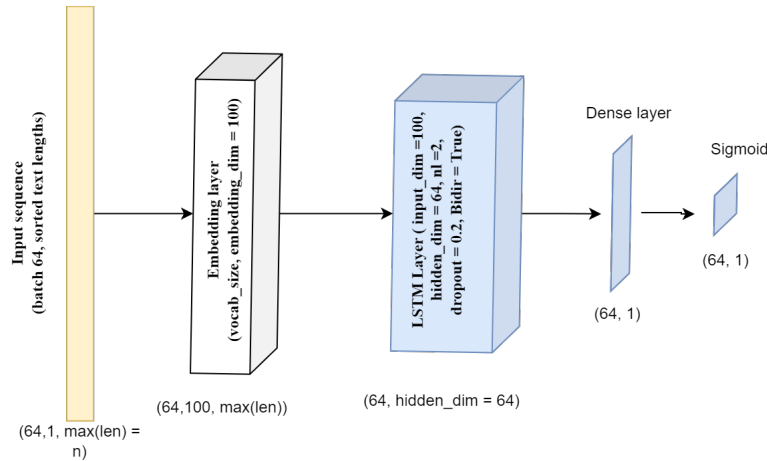 Input sequence
(batch 64, sorted text lengths)
(64,1, max(len) =
n)
Embedding layer
(vocab_size, embedding_dim = 100)
(64,100, max(len))
LSTM Layer ( input_dim =100,
hidden_dim = 64, nl =2,
dropout = 0.2, Bidir = True)
(64, hidden_dim = 64)
Dense layer
(64, 1)
Sigmoid
(64, 1)